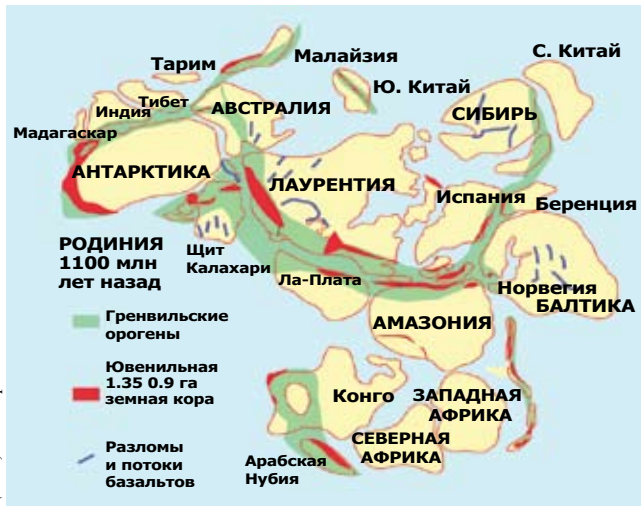 Тарим
Малайзия
С. Китай
Ю. Китай
Тибет
Индия
АВСТРАЛИЯ
СИБИРЬ
Мадагаскар
АНТАРКТИКА
ЛАУРЕНТИЯ
Испания
Беренция
РОДИНИЯ
1100 млн
лет назад
Щит
Калахари
Ла-Плата
Норвегия
БАЛТИКА
АМАЗОНИЯ
Гренвильские
орогены
Ювенильная
1.35 0.9 га
земная кора
Конго
ЗАПАДНАЯ
АФРИКА
СЕВЕРНАЯ
АФРИКА
Разломы
и потоки
базальтов
Арабская
Нубия